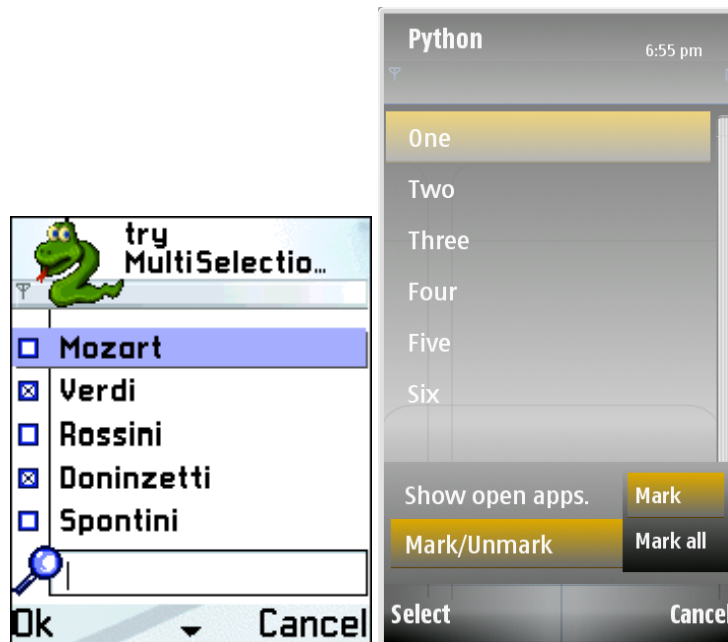 try
MultiSelectio...
Mozart
Verdi
Rossini
Doninzetti
Spontini
Ok
Cancel
Python
6:55 pm
One
Two
Three
Four
Five
Six
Show open apps.
Mark
Mark/Unmark
Mark all
Select
Cancel